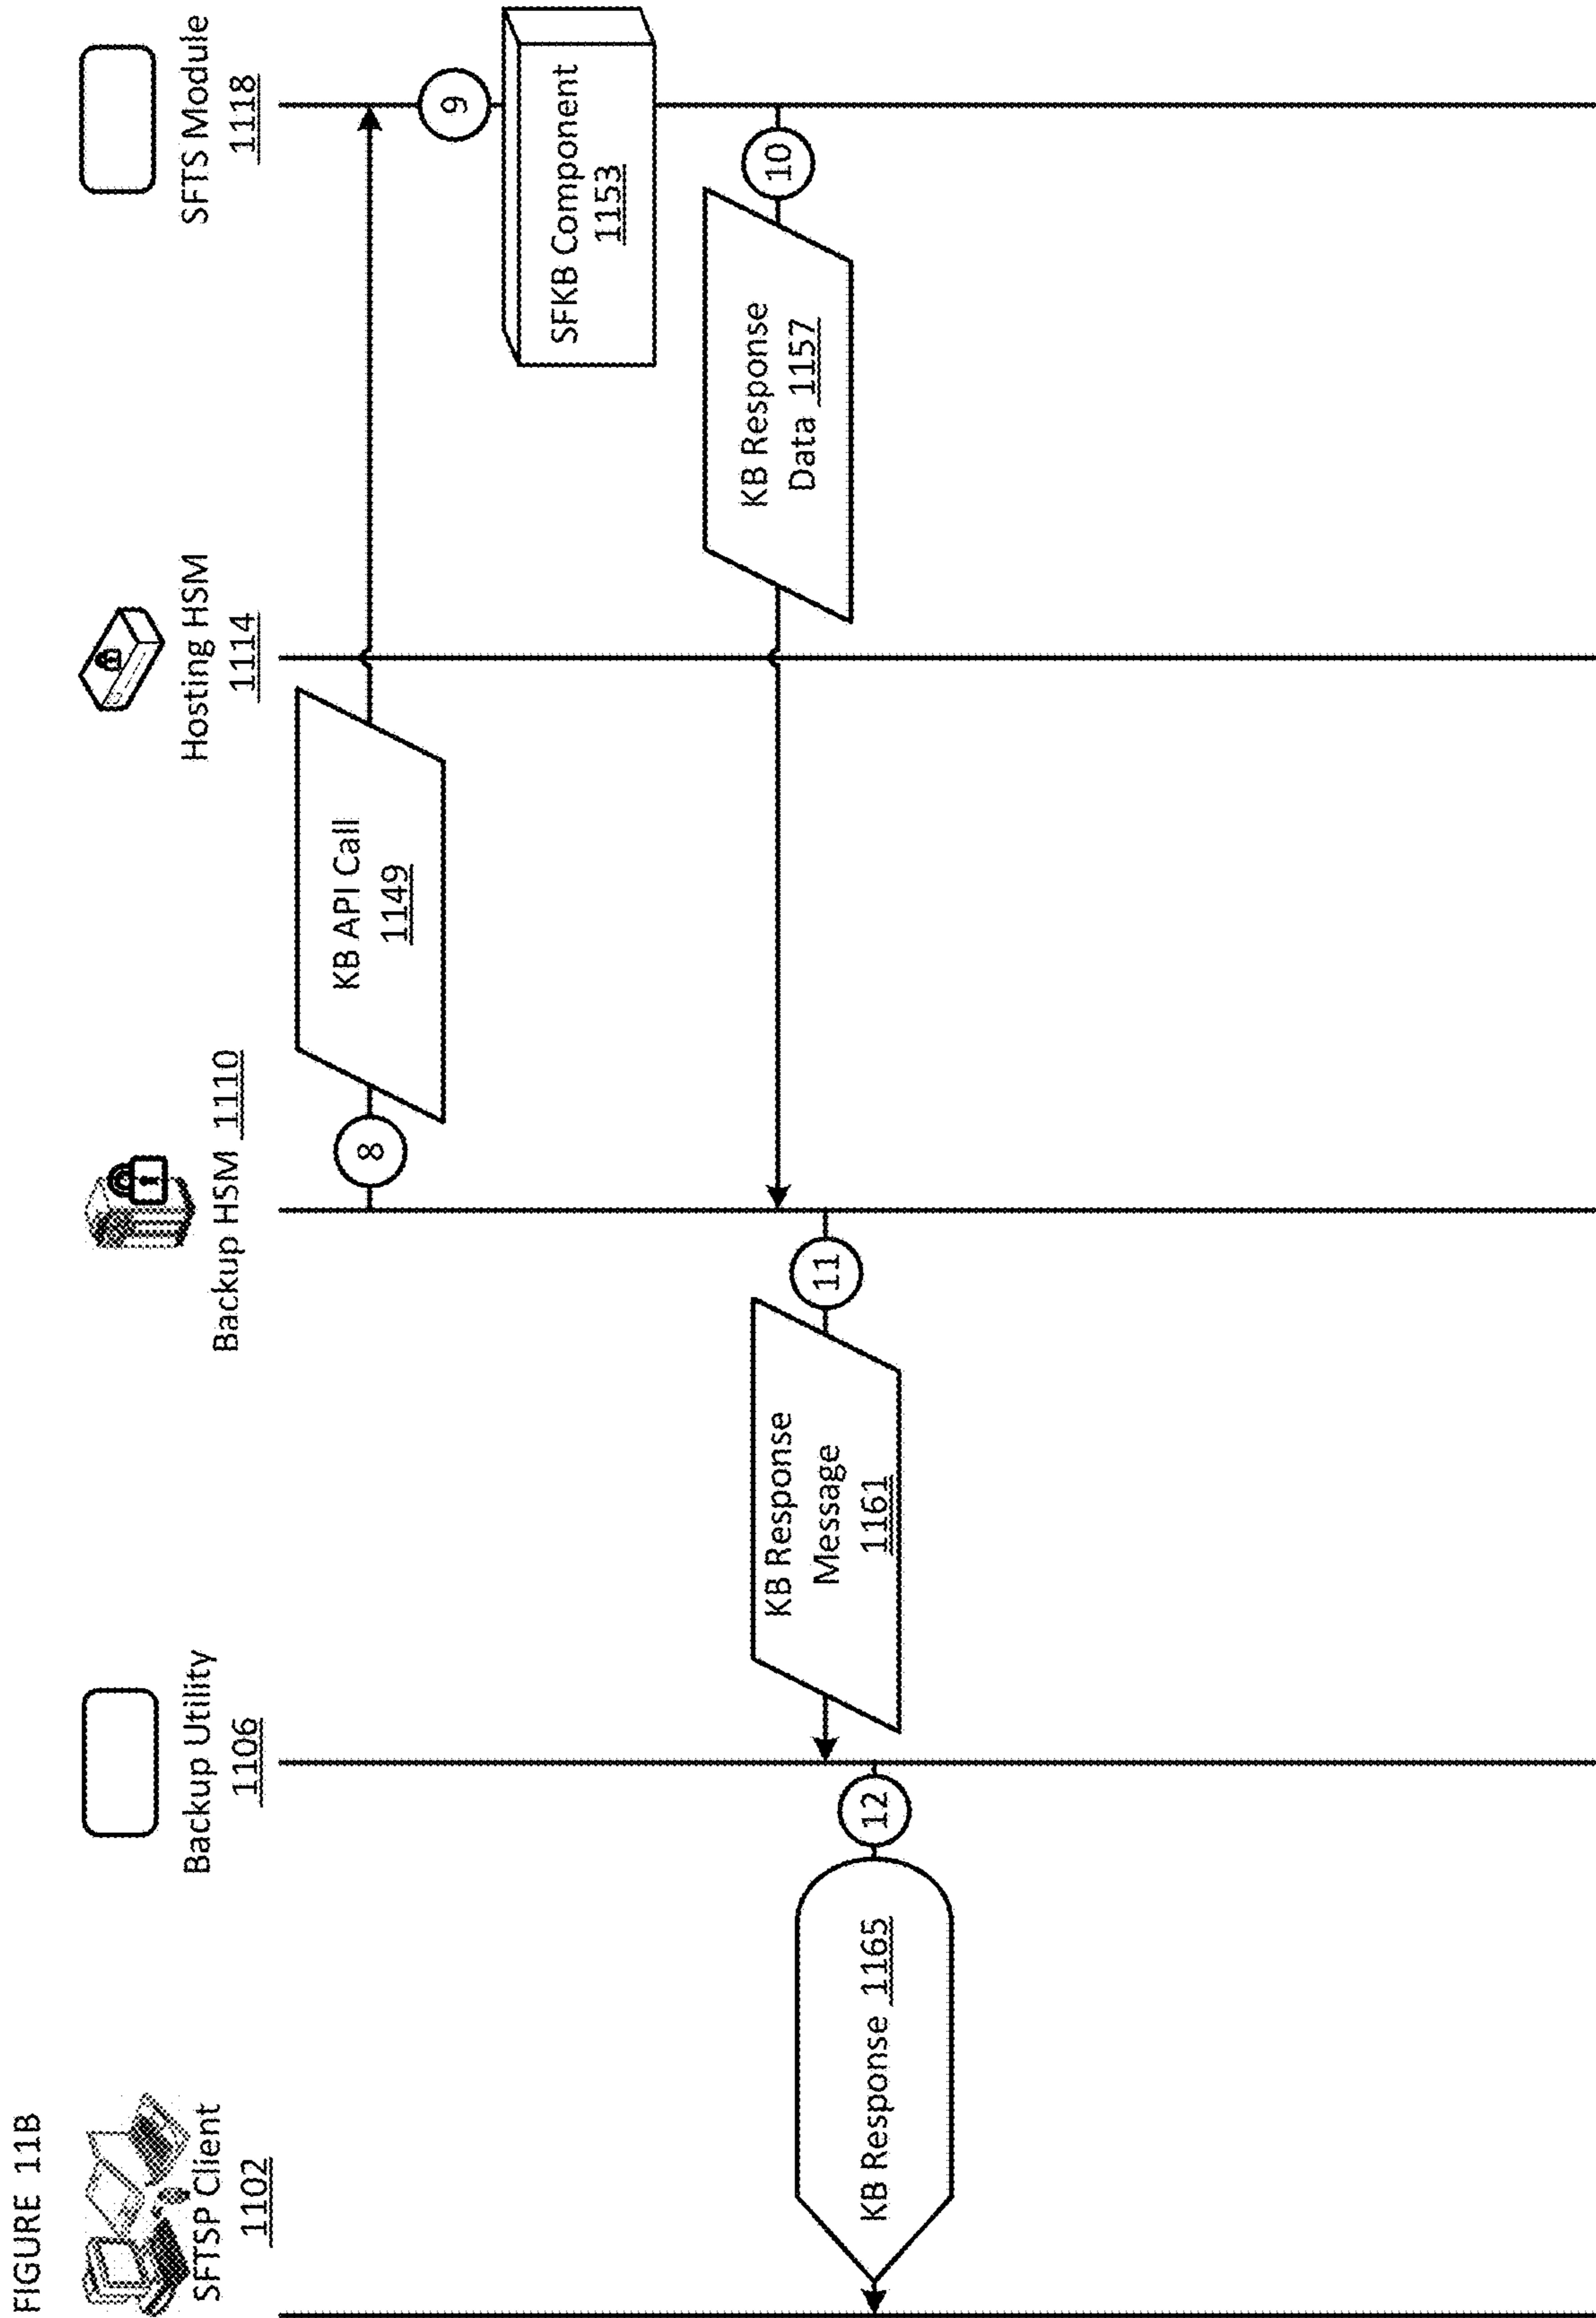 FIGURE 11B
SFTSP Client
1102
Backup Utility
1106
Backup HSM 1110
Hosting HSM
1114
SFTS Module
1118
8
KB API Call
1149
9
SFKB Component
1153
10
KB Response
Data 1157
11
KB Response
Message
1161
12
KB Response 1165